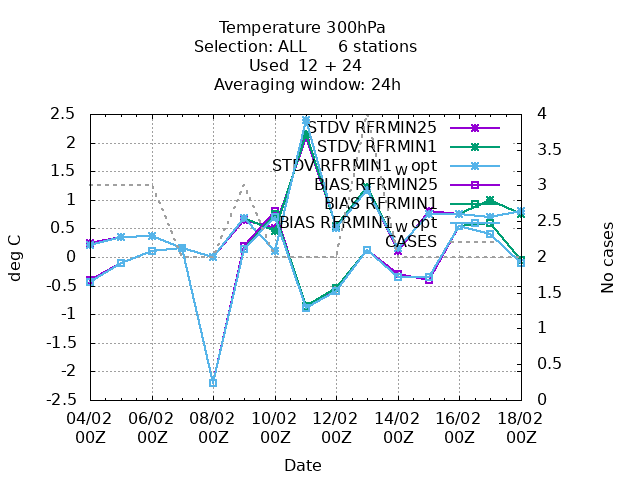 Temperature 300hPa
Selection: ALL 6 stations
Used 12 + 24
Averaging window: 24h
2.5
2
1.5
1
0.5
0
-0.5
-1
-1.5
-2
-2.5
deg C
STDV RFRMIN25
STDV RFRMIN1
STDV RFRMIN1w opt
BIAS RFRMIN25
BIAS RFRMIN1
BIAS RFRMIN1w opt
CASES
4
3.5
3
2.5
2
1.5
1
0.5
0
No cases
04/02 06/02 08/02 10/02 12/02 14/02 16/02 18/02
00Z 00Z 00Z 00Z 00Z 00Z 00Z 00Z
Date